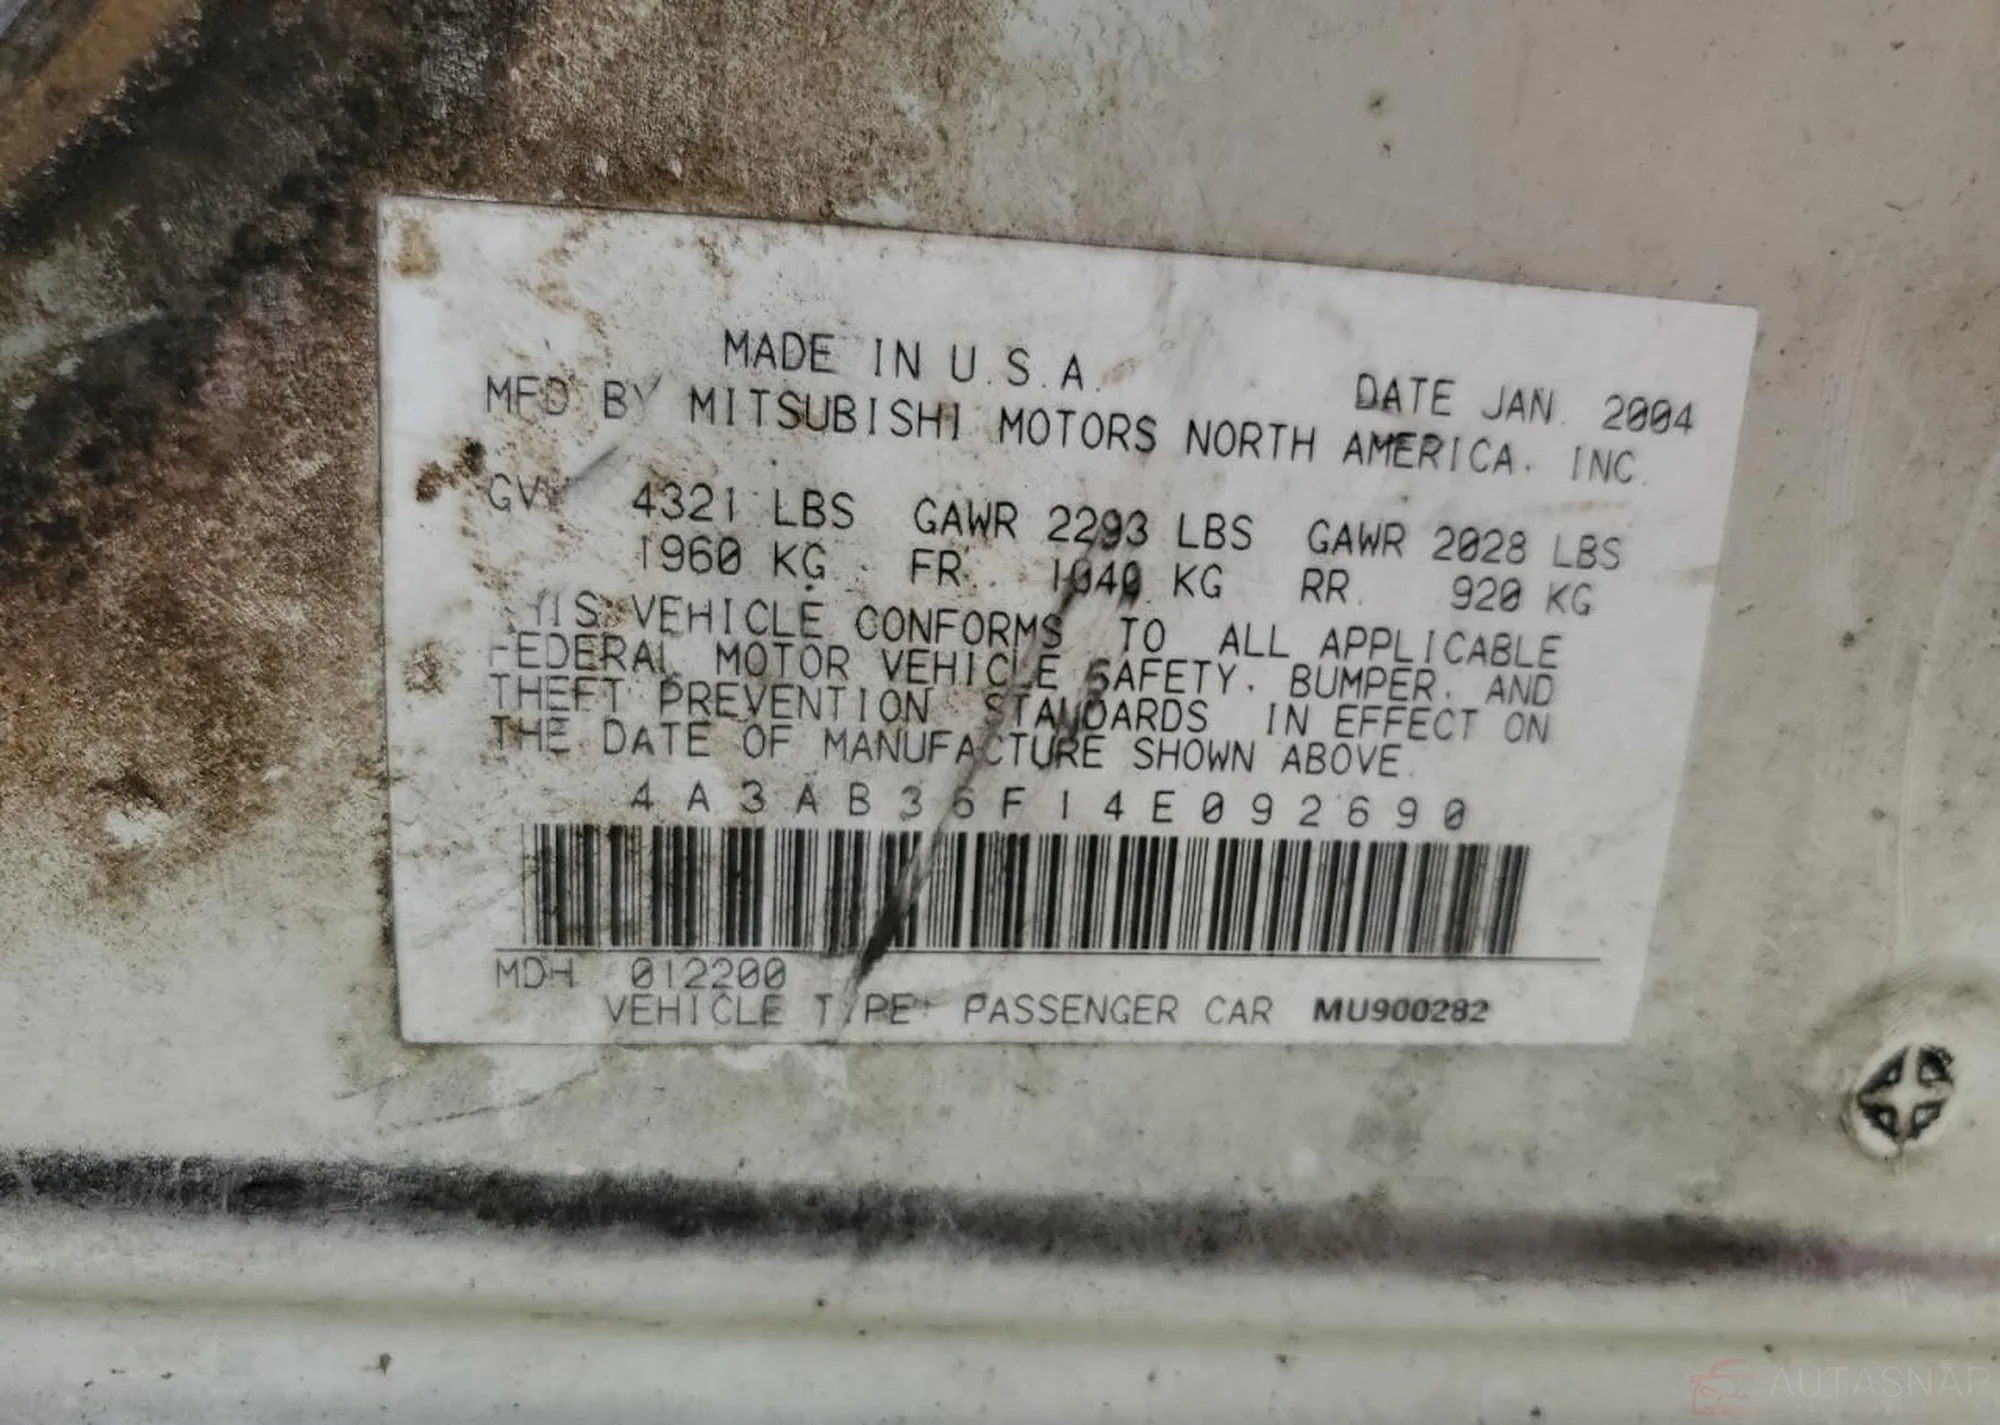 MADE IN U.S.A.
DATE JAN. 2004
MFD BY MITSUBISHI MOTORS NORTH AMERICA, INC.
4321 LBS GAWR 2293 LBS GAWR 2028 LBS
1960 KG FR. 1040 KG RR. 920 KG
THIS VEHICLE CONFORMS TO ALL APPLICABLE
FEDERAL MOTOR VEHICLE SAFETY, BUMPER, AND
THEFT PREVENTION STANDARDS IN EFFECT ON
THE DATE OF MANUFACTURE SHOWN ABOVE.
4A3AB36F14E092690
MDH 012200
VEHICLE TYPE: PASSENGER CAR MU900282
AUTASNAP